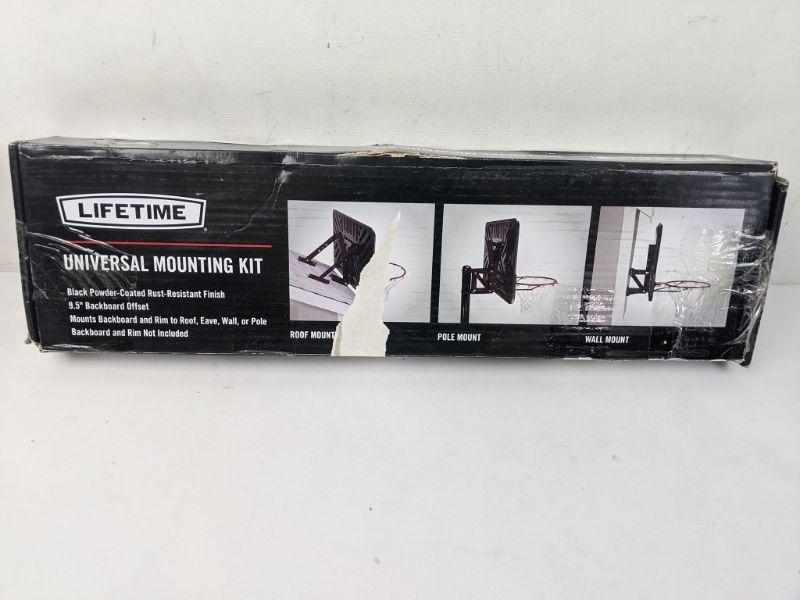 LIFETIME
UNIVERSAL MOUNTING KIT
Black Powder-Coated Rust-Resistant Finish
9.5" Backboard Offset
Mounts Backboard and Rim to Roof, Eave, Wall, or Pole
Backboard and Rim Not Included
ROOF MOUNT
POLE MOUNT
WALL MOUNT